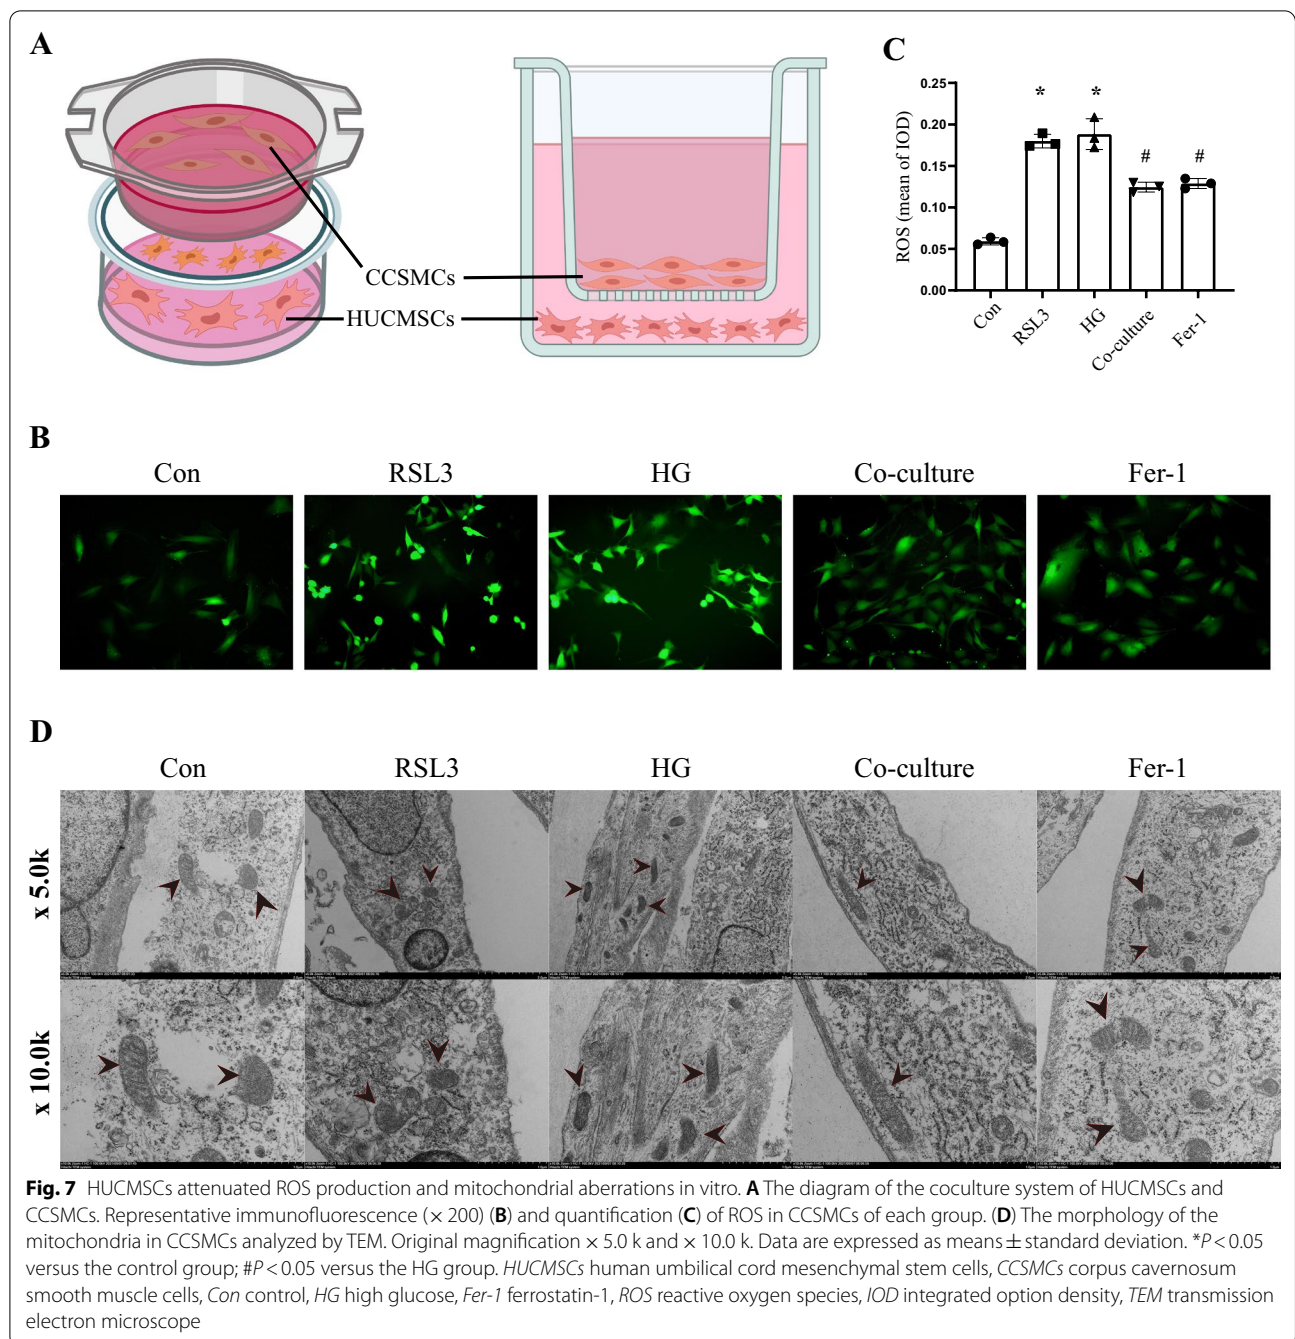 A
CCSMCs
HUCMSCs
C
ROS (mean of IOD)
0.25
0.20
0.15
0.10
0.05
0.00
*
*
#
#
Con
RSL3
HG
Co-culture
Fer-1
B
Con
RSL3
HG
Co-culture
Fer-1
D
Con
RSL3
HG
Co-culture
Fer-1
x 5.0k
x 10.0k
Fig. 7 HUCMSCs attenuated ROS production and mitochondrial aberrations in vitro. A The diagram of the coculture system of HUCMSCs and
CCSMCs. Representative immunofluorescence (× 200) (B) and quantification (C) of ROS in CCSMCs of each group. (D) The morphology of the
mitochondria in CCSMCs analyzed by TEM. Original magnification × 5.0 k and × 10.0 k. Data are expressed as means ± standard deviation. *P < 0.05
versus the control group; #P < 0.05 versus the HG group. HUCMSCs human umbilical cord mesenchymal stem cells, CCSMCs corpus cavernosum
smooth muscle cells, Con control, HG high glucose, Fer-1 ferrostatin-1, ROS reactive oxygen species, IOD integrated option density, TEM transmission
electron microscope